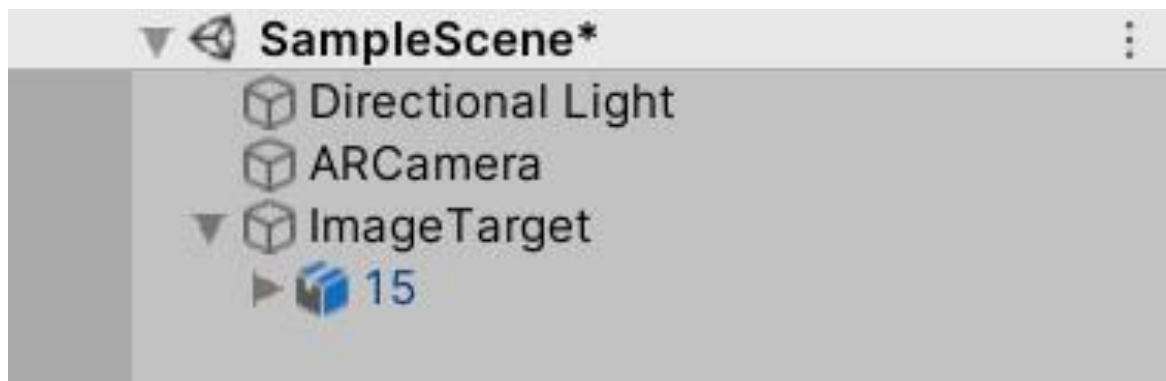 SampleScene*
Directional Light
ARCamera
ImageTarget
15